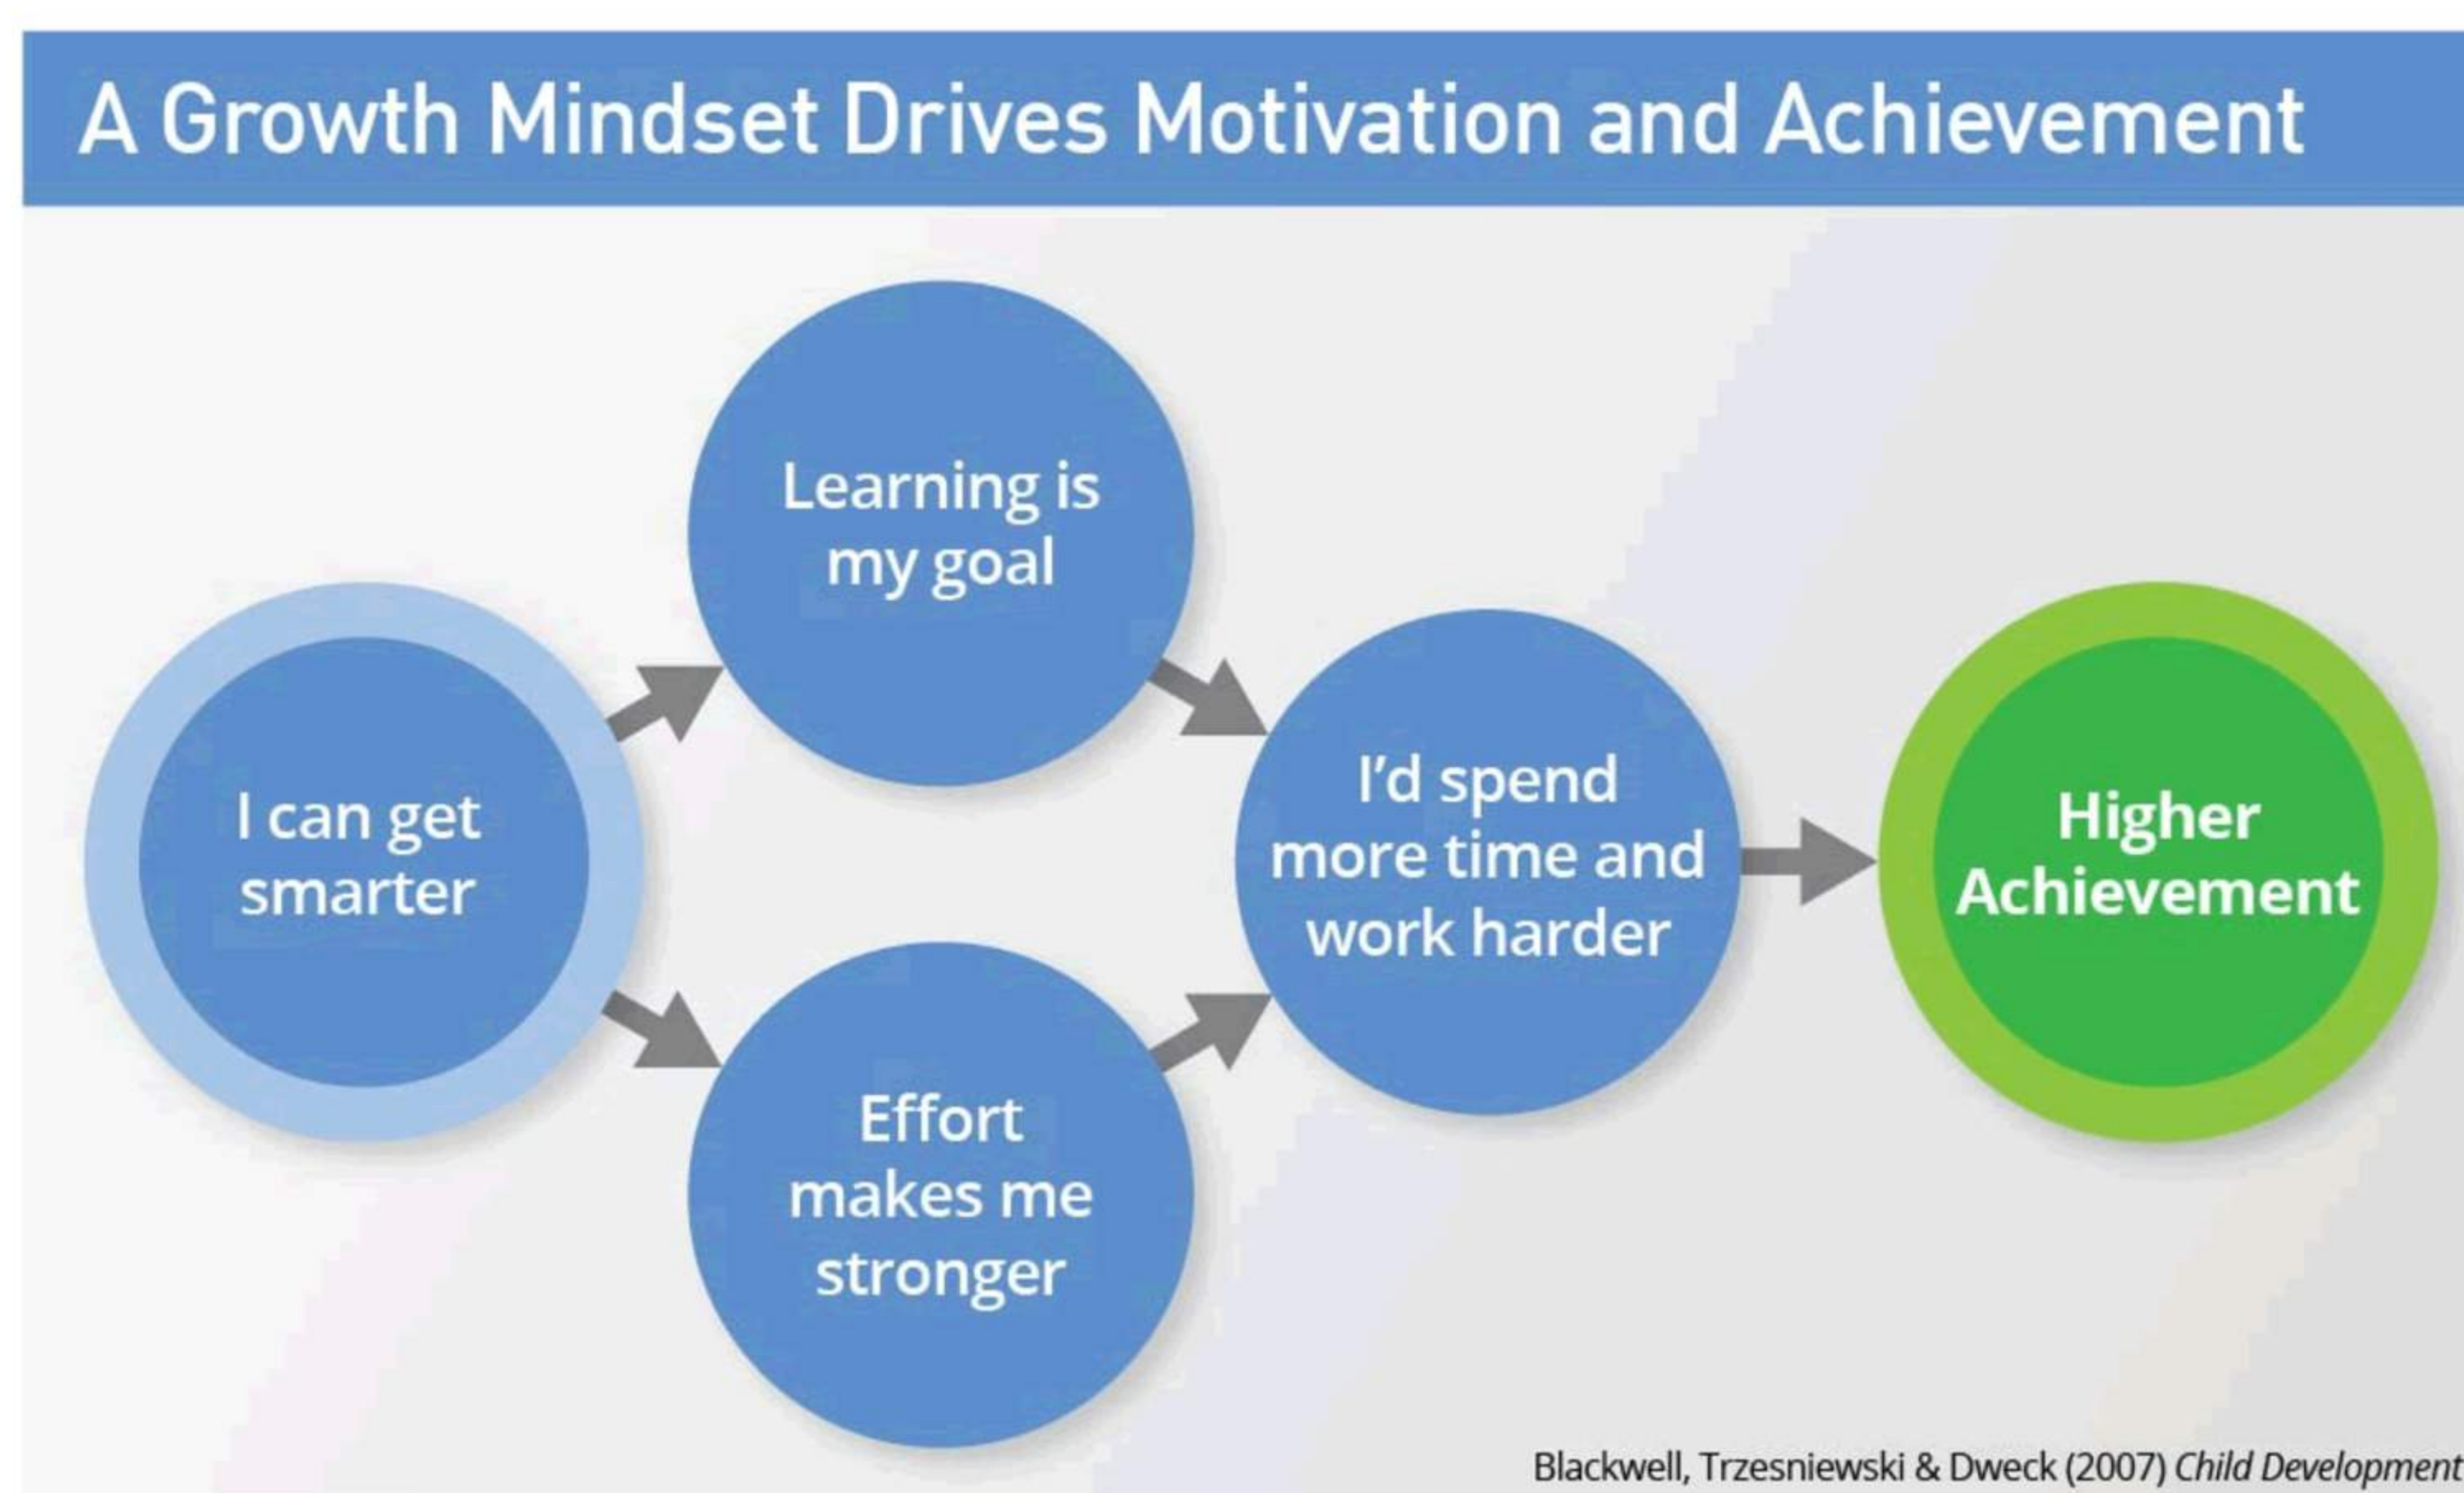 A Growth Mindset Drives Motivation and Achievement
Learning is
my goal
I can get
smarter
I’d spend
more time and
work harder
Higher
Achievement
Effort
makes me
stronger
Blackwell, Trzesniewski & Dweck (2007) Child Development